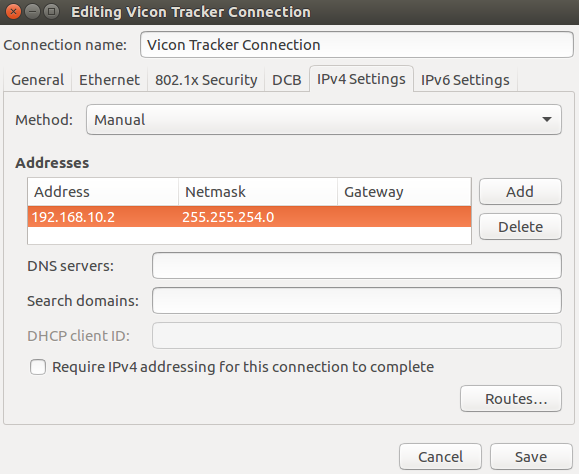 Editing Vicon Tracker Connection
Connection name: Vicon Tracker Connection
General Ethernet 802.1x Security DCB IPv4 Settings IPv6 Settings
Method: Manual
Addresses
Address Netmask Gateway Add
192.168.10.2 255.255.254.0
Delete
DNS servers:
Search domains:
DHCP client ID:
Require IPv4 addressing for this connection to complete
Routes...
Cancel Save